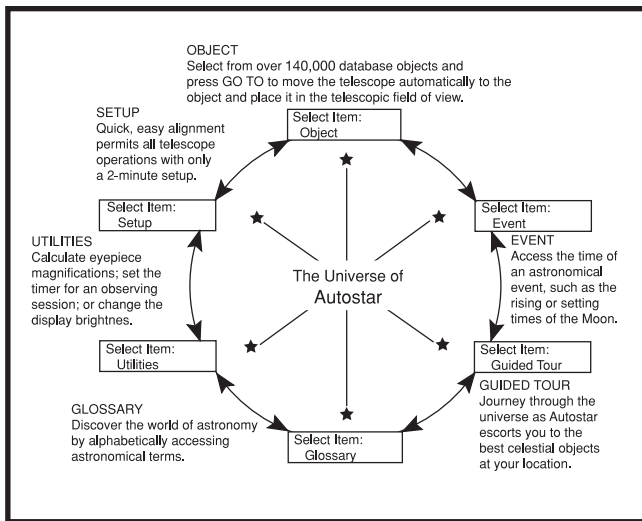 OBJECT
Select from over 140,000 database objects and
press GO TO to move the telescope automatically to the
object and place it in the telescopic field of view.
SETUP
Quick, easy alignment
permits all telescope
operations with only
a 2-minute setup.
Select Item:
Object
Select Item:
Setup
Select Item:
Event
UTILITIES
Calculate eyepiece
magnifications; set the
timer for an observing
session; or change the
display brightnes.
The Universe of
Autostar
EVENT
Access the time of
an astronomical
event, such as the
rising or setting
times of the Moon.
Select Item:
Utilities
Select Item:
Guided Tour
GLOSSARY
Discover the world of astronomy
by alphabetically accessing
astronomical terms.
Select Item:
Glossary
GUIDED TOUR
Journey through the
universe as Autostar
escorts you to the
best celestial objects
at your location.